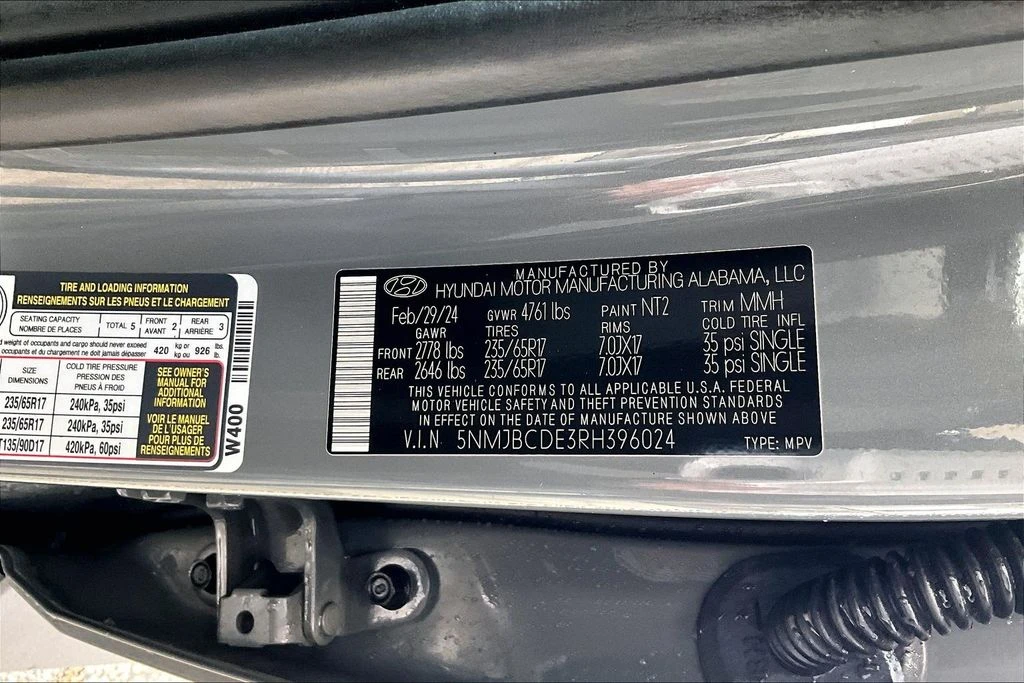 TIRE AND LOADING INFORMATION
RENSEIGNEMENTS SUR LES PNEUS ET LE CHARGEMENT
SEATING CAPACITY
NOMBRE DE PLACES
TOTAL 5
FRONT
AVANT 2
REAR
ARRIÈRE 3
weight of occupants and cargo should never exceed
occupants et du chargement ne doit jamais dépasser
420 kg or kg ou 926 lb.
SIZE
DIMENSIONS
COLD TIRE PRESSURE
PRESSION DES
PNEUS À FROID
235/65R17 240kPa, 35psi
235/65R17 240kPa, 35psi
T135/90D17 420kPa, 60psi
SEE OWNER'S
MANUAL FOR
ADDITIONAL
INFORMATION
VOIR LE MANUEL
DE L'USAGER
POUR PLUS DE
RENSEIGNEMENTS
W400
MANUFACTURED BY
HYUNDAI MOTOR MANUFACTURING ALABAMA, LLC
Feb/29/24 GVWR 4761 lbs PAINT NT2 TRIM MMH
GAWR TIRES RIMS COLD TIRE INFL
FRONT 2778 lbs 235/65R17 7.0JX17 35 psi SINGLE
REAR 2646 lbs 235/65R17 7.0JX17 35 psi SINGLE
THIS VEHICLE CONFORMS TO ALL APPLICABLE U.S.A. FEDERAL
MOTOR VEHICLE SAFETY AND THEFT PREVENTION STANDARDS
IN EFFECT ON THE DATE OF MANUFACTURE SHOWN ABOVE
V.I.N 5NMJBCDE3RH396024 TYPE: MPV